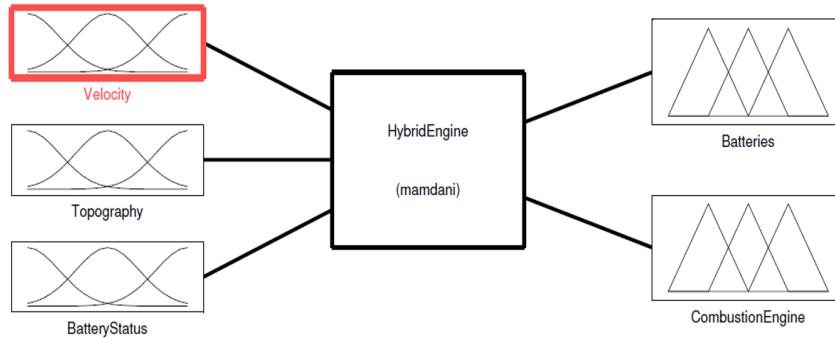 Velocity
Topography
BatteryStatus
HybridEngine
(mamdani)
Batteries
CombustionEngine